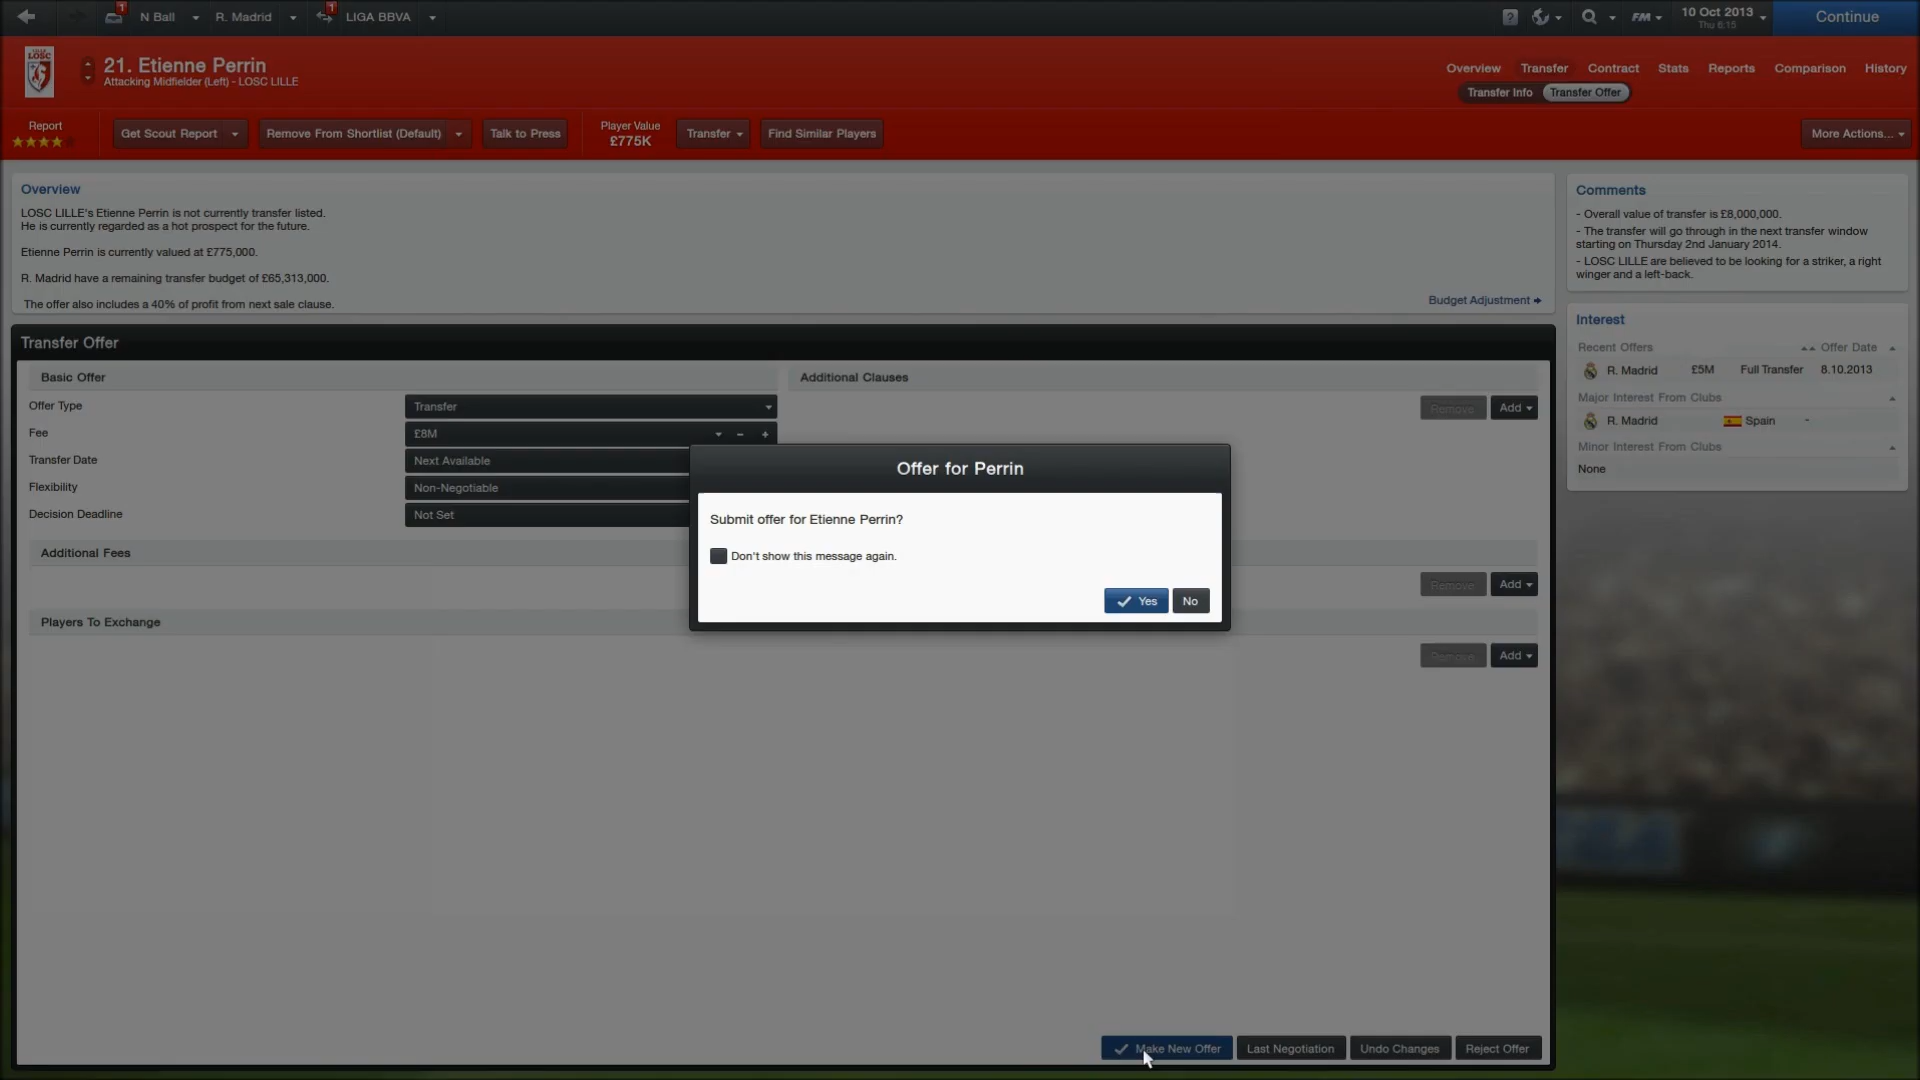 1
N Ball
R. Madrid
1
LIGA BBVA
?
FM
10 Oct 2013
Thu 6.15
Continue
LOSC
21. Etienne Perrin
Attacking Midfielder (Left) - LOSC LILLE
Overview
Transfer
Contract
Stats
Reports
Comparison
History
Transfer Info
Transfer Offer
Report
Get Scout Report
Remove From Shortlist (Default)
Talk to Press
Player Value
£775K
Transfer
Find Similar Players
More Actions...
Overview
LOSC LILLE's Etienne Perrin is not currently transfer listed.
He is currently regarded as a hot prospect for the future.
Etienne Perrin is currently valued at £775,000.
R. Madrid have a remaining transfer budget of £65,313,000.
The offer also includes a 40% of profit from next sale clause.
Budget Adjustment
Comments
- Overall value of transfer is £8,000,000.
- The transfer will go through in the next transfer window
starting on Thursday 2nd January 2014.
- LOSC LILLE are believed to be looking for a striker, a right
winger and a left-back.
Interest
Recent Offers
Offer Date
R. Madrid £5M Full Transfer 8.10.2013
Major Interest From Clubs
R. Madrid Spain -
Minor Interest From Clubs
None
Transfer Offer
Basic Offer
Offer Type
Transfer
Fee
£8M
Transfer Date
Next Available
Flexibility
Non-Negotiable
Decision Deadline
Not Set
Additional Clauses
Remove
Add
Additional Fees
Remove
Add
Players To Exchange
Remove
Add
Offer for Perrin
Submit offer for Etienne Perrin?
Don't show this message again.
Yes
No
Make New Offer
Last Negotiation
Undo Changes
Reject Offer